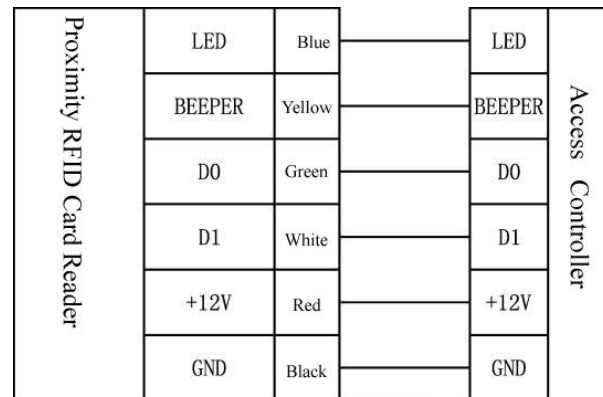 Proximity RFID Card Reader
LED Blue LED
BEEPER Yellow BEEPER
D0 Green D0
D1 White D1
+12V Red +12V
GND Black GND
Access Controller